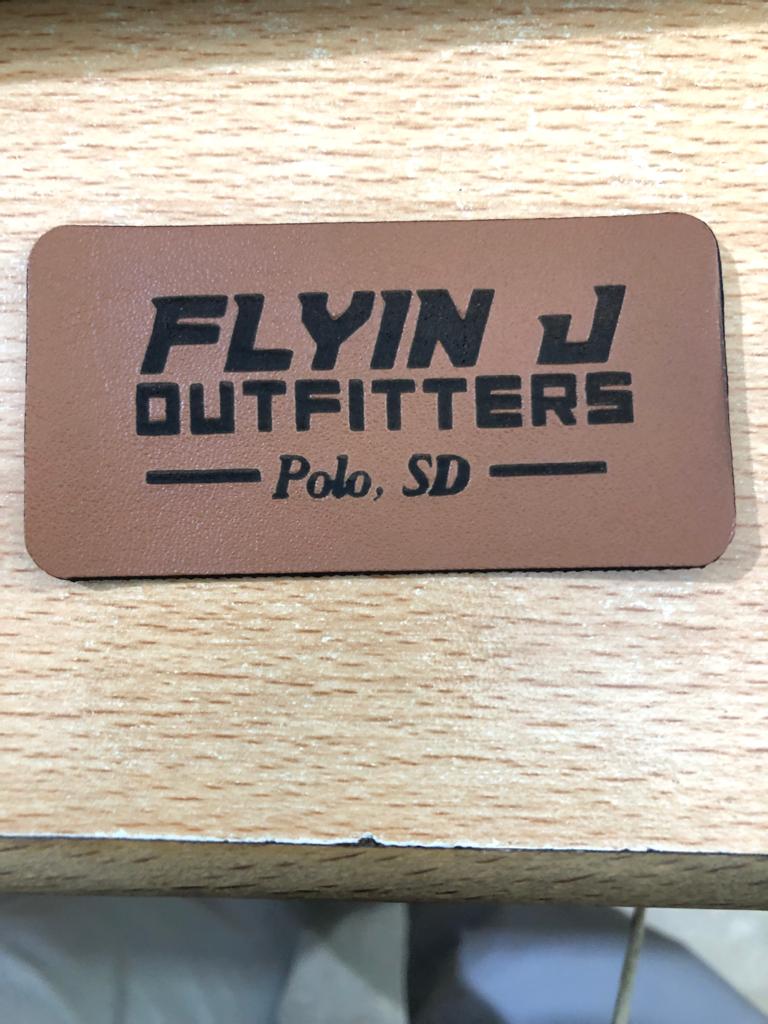 FLYIN J
OUTFITTERS
Polo, SD